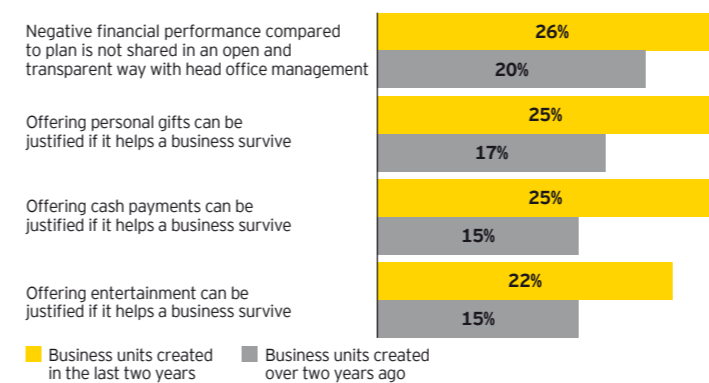 Negative financial performance compared
to plan is not shared in an open and
transparent way with head office management
26%
20%
Offering personal gifts can be
justified if it helps a business survive
25%
17%
Offering cash payments can be
justified if it helps a business survive
25%
15%
Offering entertainment can be
justified if it helps a business survive
22%
15%
Business units created
in the last two years
Business units created
over two years ago